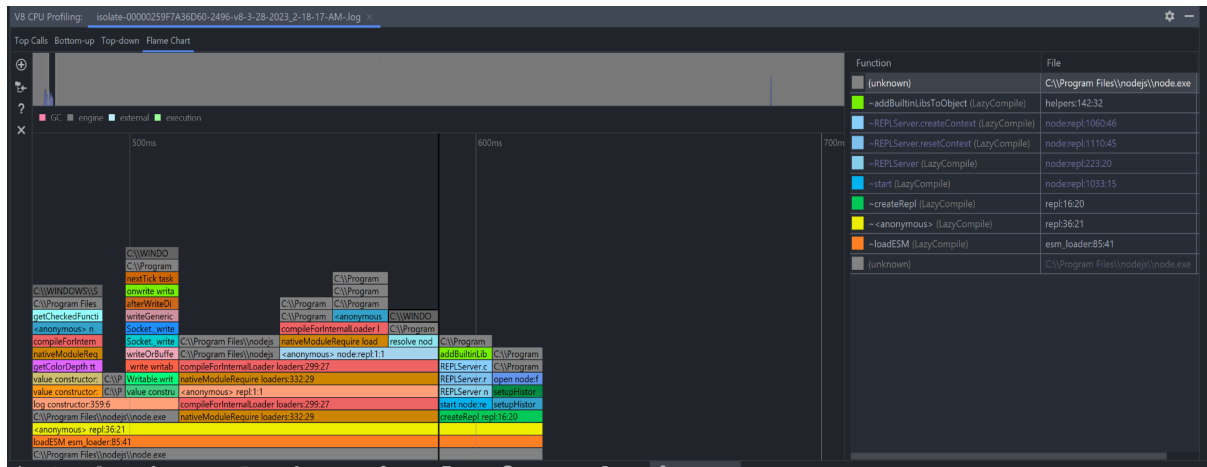 V8 CPU Profiling: isolate-00000259F7A36D60-2496-v8-3-28-2023_2-18-17-AM-.log ×
Top Calls Bottom-up Top-down Flame Chart
GC engine external execution
500ms 600ms 700m
C:\\WINDO
C:\\Program
nextTick task C:\\Program
C:\\WINDOWS\\S onwrite writa C:\\Program
C:\\Program Files afterWriteDi C:\\Program C:\\Program
getCheckedFuncti writeGeneric C:\\Program <anonymous C:\\WINDO
<anonymous> n Socket._write compileForInternalLoader l C:\\Program
compileForIntern Socket._write C:\\Program Files\\nodejs nativeModuleRequire load resolve nod C:\\Program
nativeModuleReq writeOrBuffe C:\\Program Files\\nodejs <anonymous> node:repl:1:1 addBuiltinLib C:\\Program
getColorDepth tt _write writab compileForInternalLoader loaders:299:27 REPLServer.c C:\\Program
value constructor: C:\\P Writable.writ nativeModuleRequire loaders:332:29 REPLServer.r open node:f
value constructor: C:\\P value constru <anonymous> repl:1:1 REPLServer n setupHistor
log constructor:359:6 compileForInternalLoader loaders:299:27 start node:re setupHistor
C:\\Program Files\\nodejs\\node.exe nativeModuleRequire loaders:332:29 createRepl repl:16:20
<anonymous> repl:36:21
loadESM esm_loader:85:41
C:\\Program Files\\nodejs\\node.exe
Function File
(unknown) C:\\Program Files\\nodejs\\node.exe
~addBuiltinLibsToObject (LazyCompile) helpers:142:32
~REPLServer.createContext (LazyCompile) node:repl:1060:46
~REPLServer.resetContext (LazyCompile) node:repl:1110:45
~REPLServer (LazyCompile) node:repl:223:20
~start (LazyCompile) node:repl:1033:15
~createRepl (LazyCompile) repl:16:20
~<anonymous> (LazyCompile) repl:36:21
~loadESM (LazyCompile) esm_loader:85:41
(unknown) C:\\Program Files\\nodejs\\node.exe